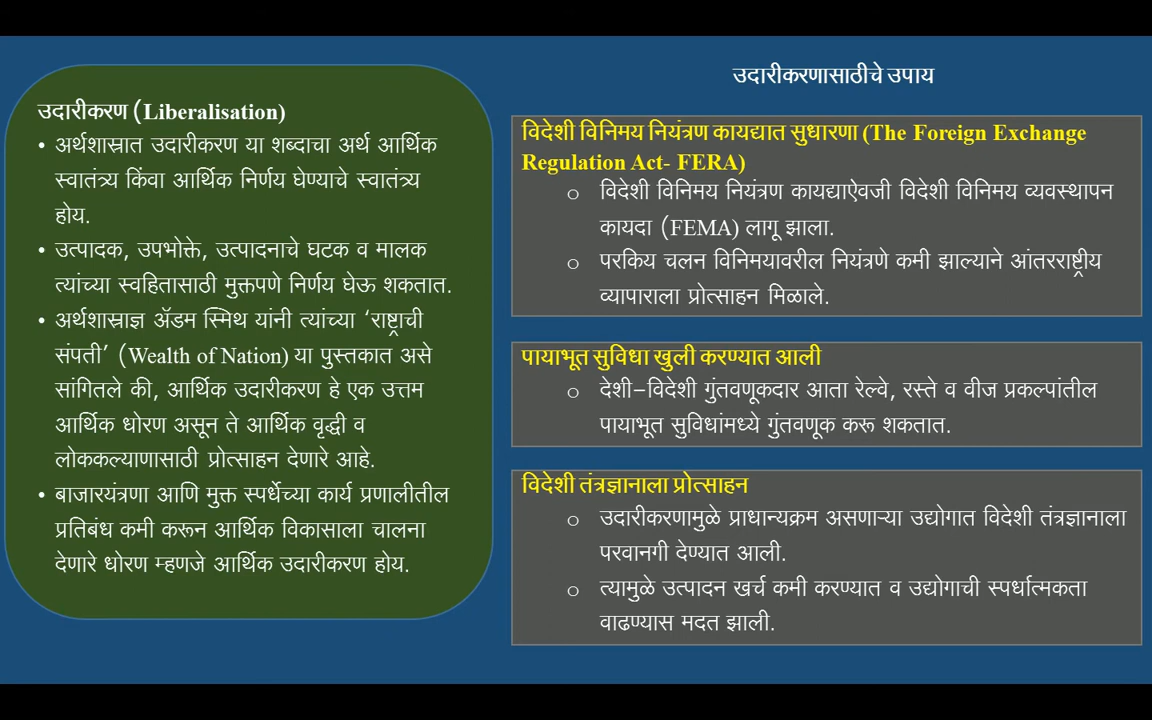 उदारीकरण (Liberalisation)
• अर्थशास्त्रात उदारीकरण या शब्दाचा अर्थ आर्थिक
स्वातंत्र्य किंवा आर्थिक निर्णय घेण्याचे स्वातंत्र्य
होय.
• उत्पादक, उपभोक्ते, उत्पादनाचे घटक व मालक
त्यांच्या स्वहितासाठी मुक्तपणे निर्णय घेऊ शकतात.
• अर्थशास्त्रज्ञ ॲडम स्मिथ यांनी त्यांच्या ‘राष्ट्राची
संपती’ (Wealth of Nation) या पुस्तकात असे
सांगितले की, आर्थिक उदारीकरण हे एक उत्तम
आर्थिक धोरण असून ते आर्थिक वृद्धी व
लोककल्याणासाठी प्रोत्साहन देणारे आहे.
• बाजारयंत्रणा आणि मुक्त स्पर्धेच्या कार्य प्रणालीतील
प्रतिबंध कमी करून आर्थिक विकासाला चालना
देणारे धोरण म्हणजे आर्थिक उदारीकरण होय.
उदारीकरणासाठीचे उपाय
विदेशी विनिमय नियंत्रण कायद्यात सुधारणा (The Foreign Exchange
Regulation Act- FERA)
o विदेशी विनिमय नियंत्रण कायद्याऐवजी विदेशी विनिमय व्यवस्थापन
कायदा (FEMA) लागू झाला.
o परकिय चलन विनिमयावरील नियंत्रणे कमी झाल्याने आंतरराष्ट्रीय
व्यापाराला प्रोत्साहन मिळाले.
पायाभूत सुविधा खुली करण्यात आली
o देशी–विदेशी गुंतवणूकदार आता रेल्वे, रस्ते व वीज प्रकल्पांतील
पायाभूत सुविधांमध्ये गुंतवणूक करू शकतात.
विदेशी तंत्रज्ञानाला प्रोत्साहन
o उदारीकरणामुळे प्राधान्यक्रम असणाऱ्या उद्योगात विदेशी तंत्रज्ञानाला
परवानगी देण्यात आली.
o त्यामुळे उत्पादन खर्च कमी करण्यात व उद्योगाची स्पर्धात्मकता
वाढण्यास मदत झाली.